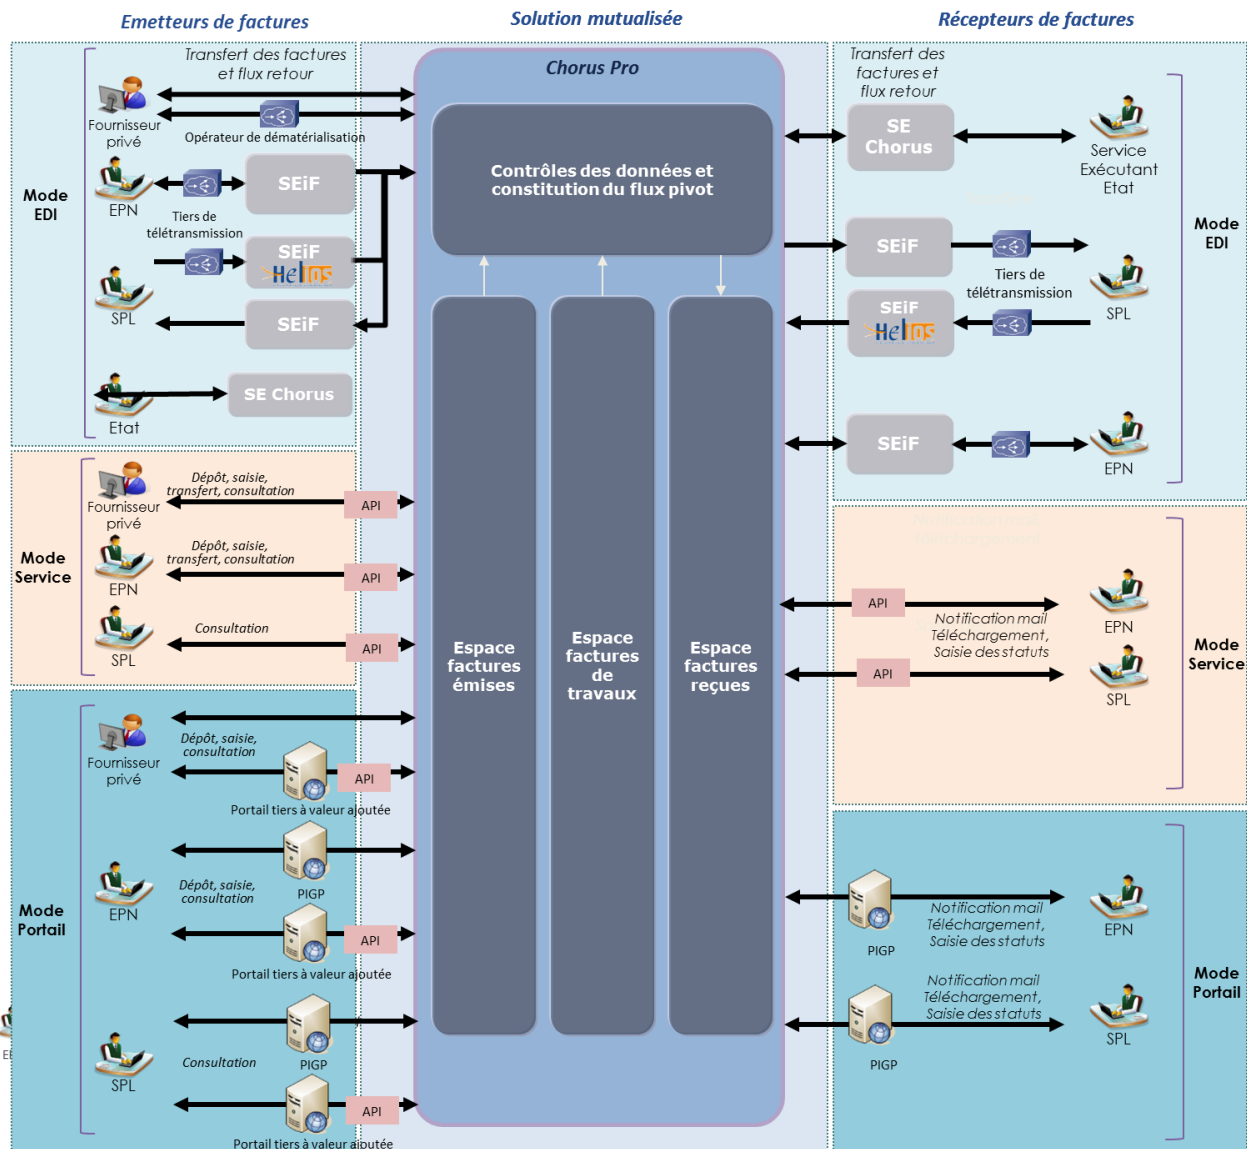 Emetteurs de factures
Solution mutualisée
Récepteurs de factures
Transfert des factures
et flux retour
Fournisseur
privé
Opérateur de dématérialisation
Mode
EDI
EPN
SEiF
Tiers de
télétransmission
SEiF
Helios
SPL
SEiF
Etat
SE Chorus
Mode
Service
Fournisseur
privé
Dépôt, saisie,
transfert, consultation
API
EPN
Dépôt, saisie,
transfert, consultation
API
SPL
Consultation
API
Mode
Portail
Fournisseur
privé
Dépôt, saisie,
consultation
API
Portail tiers à valeur ajoutée
EPN
Dépôt, saisie,
consultation
PIGP
API
Portail tiers à valeur ajoutée
SPL
Consultation
PIGP
API
Portail tiers à valeur ajoutée
Chorus Pro
Contrôles des données et
constitution du flux pivot
Espace
factures
émises
Espace
factures
de
travaux
Espace
factures
reçues
Transfert des
factures et
flux retour
SE
Chorus
Service
Exécutant
Etat
Mode
EDI
SEiF
Tiers de
télétransmission
SPL
SEiF
Helios
SEiF
EPN
API
EPN
Notification mail
Téléchargement,
Saisie des statuts
Mode
Service
API
SPL
PIGP
Notification mail
Téléchargement,
Saisie des statuts
EPN
Mode
Portail
PIGP
Notification mail
Téléchargement,
Saisie des statuts
SPL